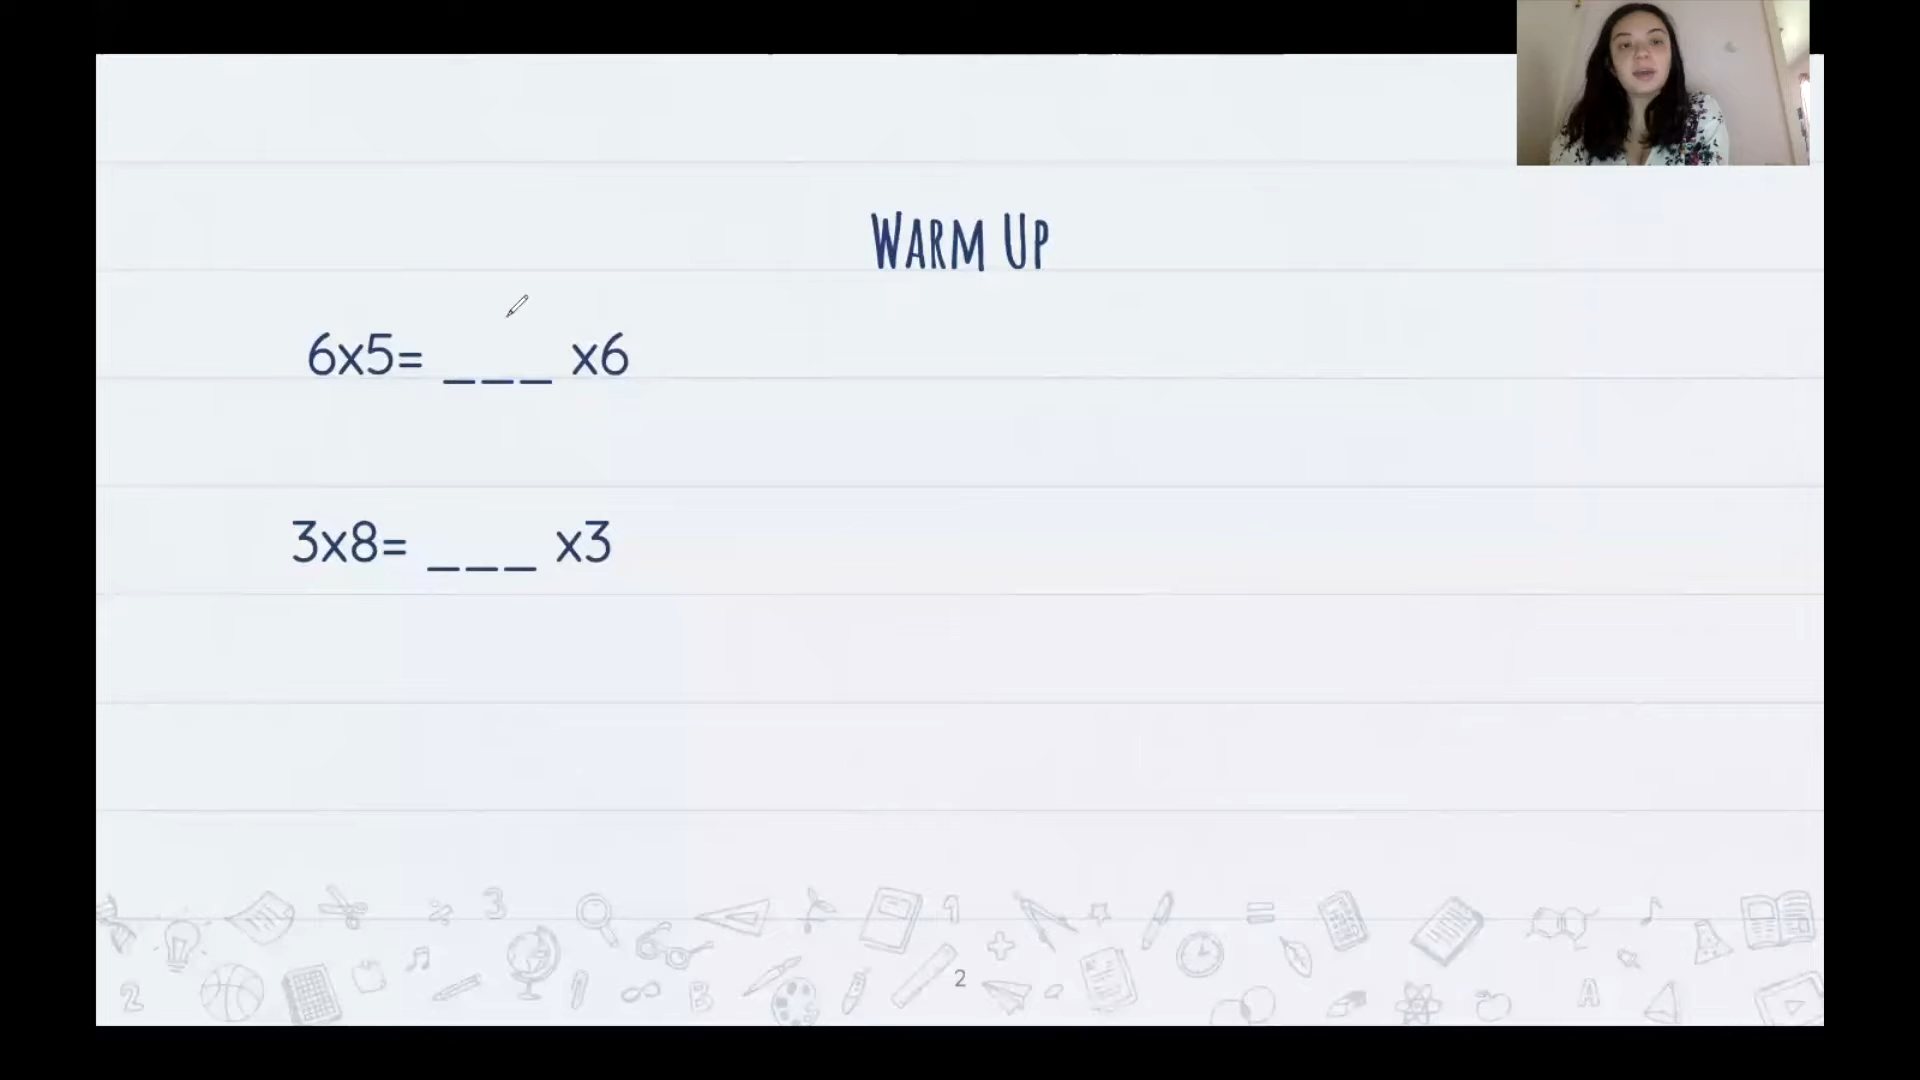 Warm Up
6x5= ___ x6
3x8= ___ x3
2